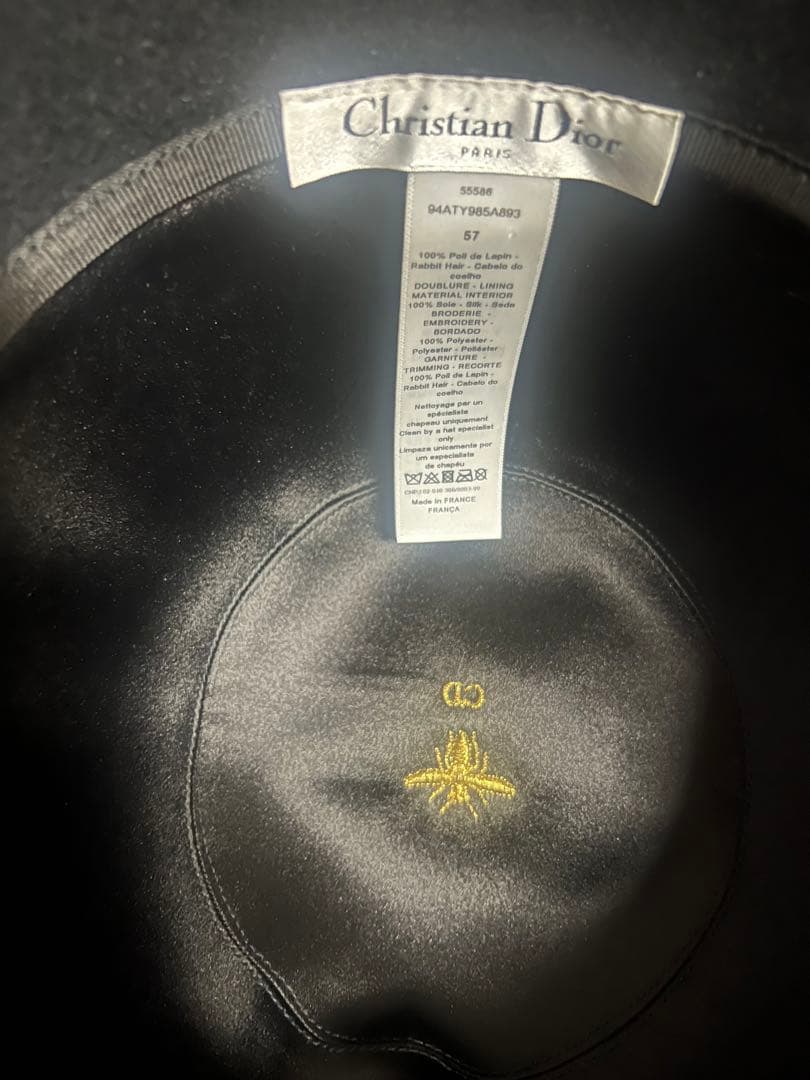 Christian Dior
PARIS
55586
94ATY985A893
57
100% Poil de Lapin -
Rabbit Hair - Cabelo do
coelho
DOUBLURE - LINING
MATERIAL INTERIOR
100% Soie - Silk - Seda
BRODERIE -
EMBROIDERY -
BORDADO
100% Polyester -
Polyester - Poliéster
GARNITURE -
TRIMMING - RECORTE
100% Poil de Lapin -
Rabbit Hair - Cabelo do
coelho
Nettoyage par un
spécialiste
chapeau uniquement
Clean by a hat specialist
only
Limpeza unicamente por
um especialista
de chapéu
Made in FRANCE
FRANÇA
CD